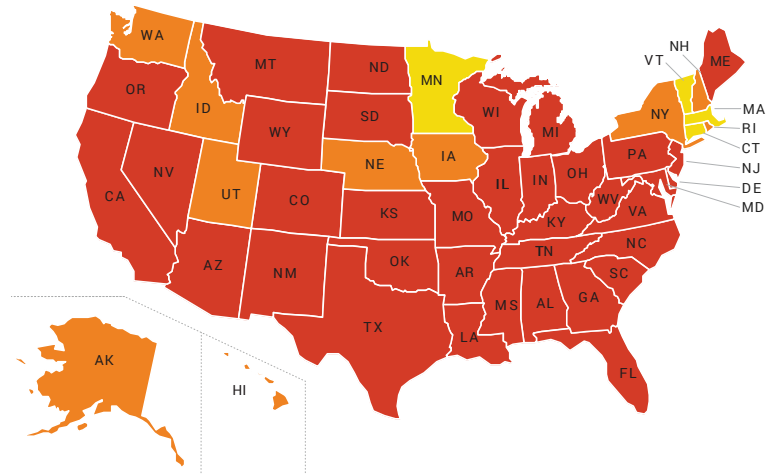 WA
MT
ND
MN
VT
NH
ME
OR
ID
SD
WI
MI
NY
MA
RI
CT
NJ
DE
MD
WY
NE
IA
PA
NV
UT
CO
KS
MO
IL
IN
OH
WV
VA
KY
CA
AZ
NM
OK
AR
TN
NC
SC
TX
LA
MS
AL
GA
FL
AK
HI